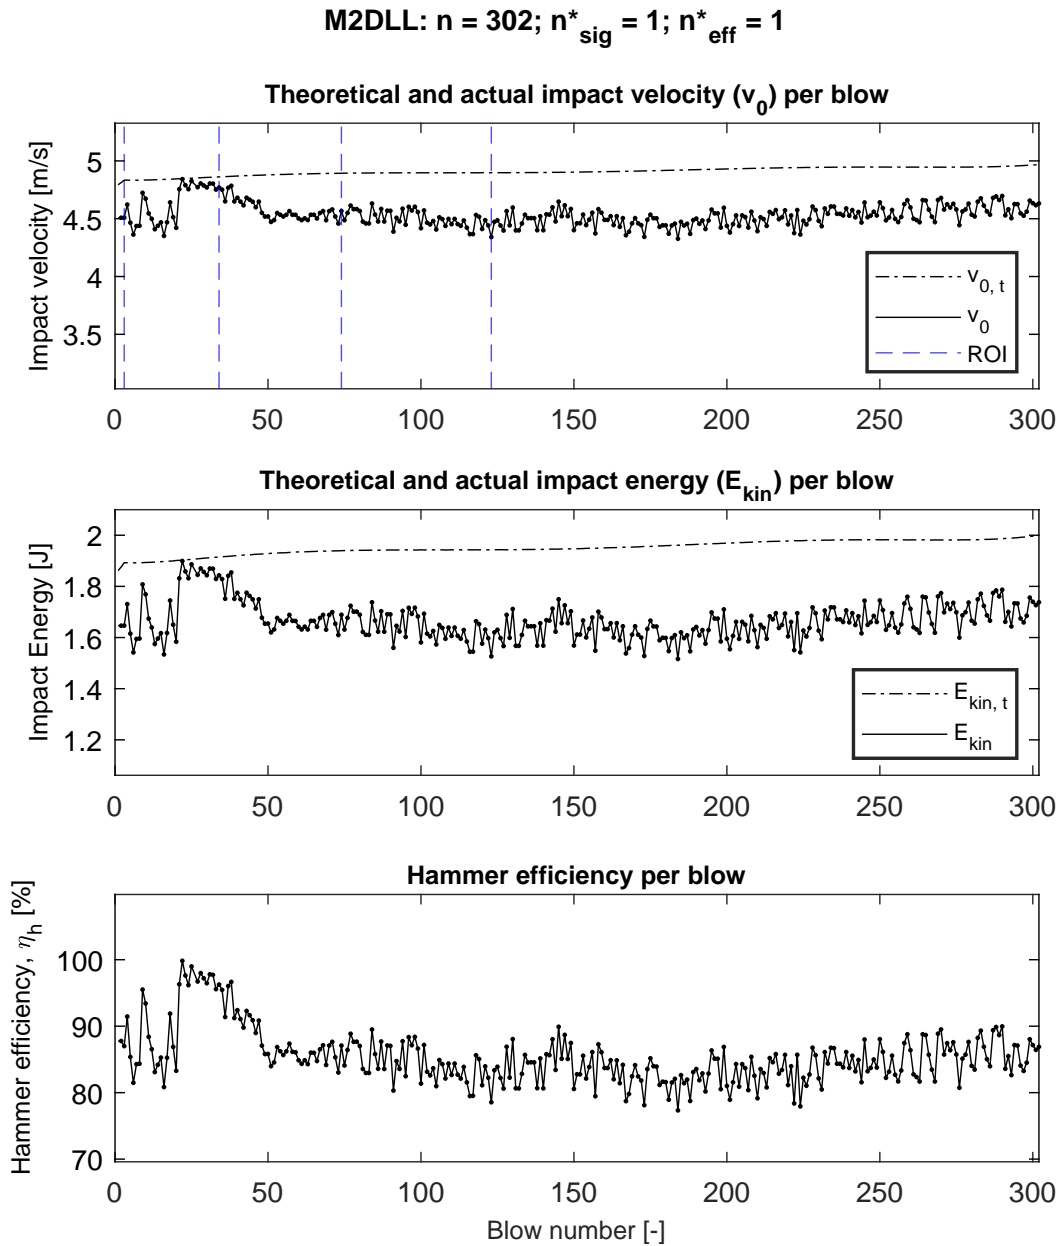 M2DLL: n = 302; n*sig = 1; n*eff = 1
Theoretical and actual impact velocity (v0) per blow
Impact velocity [m/s]
5
4.5
4
3.5
v0, t
v0
ROI
0 50 100 150 200 250 300
Theoretical and actual impact energy (Ekin) per blow
Impact Energy [J]
2
1.8
1.6
1.4
1.2
Ekin, t
Ekin
0 50 100 150 200 250 300
Hammer efficiency per blow
Hammer efficiency, ηh [%]
100
90
80
70
0 50 100 150 200 250 300
Blow number [-]